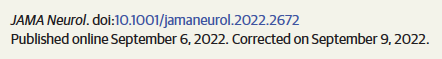 JAMA Neurol. doi:10.1001/jamaneurol.2022.2672
Published online September 6, 2022. Corrected on September 9, 2022.